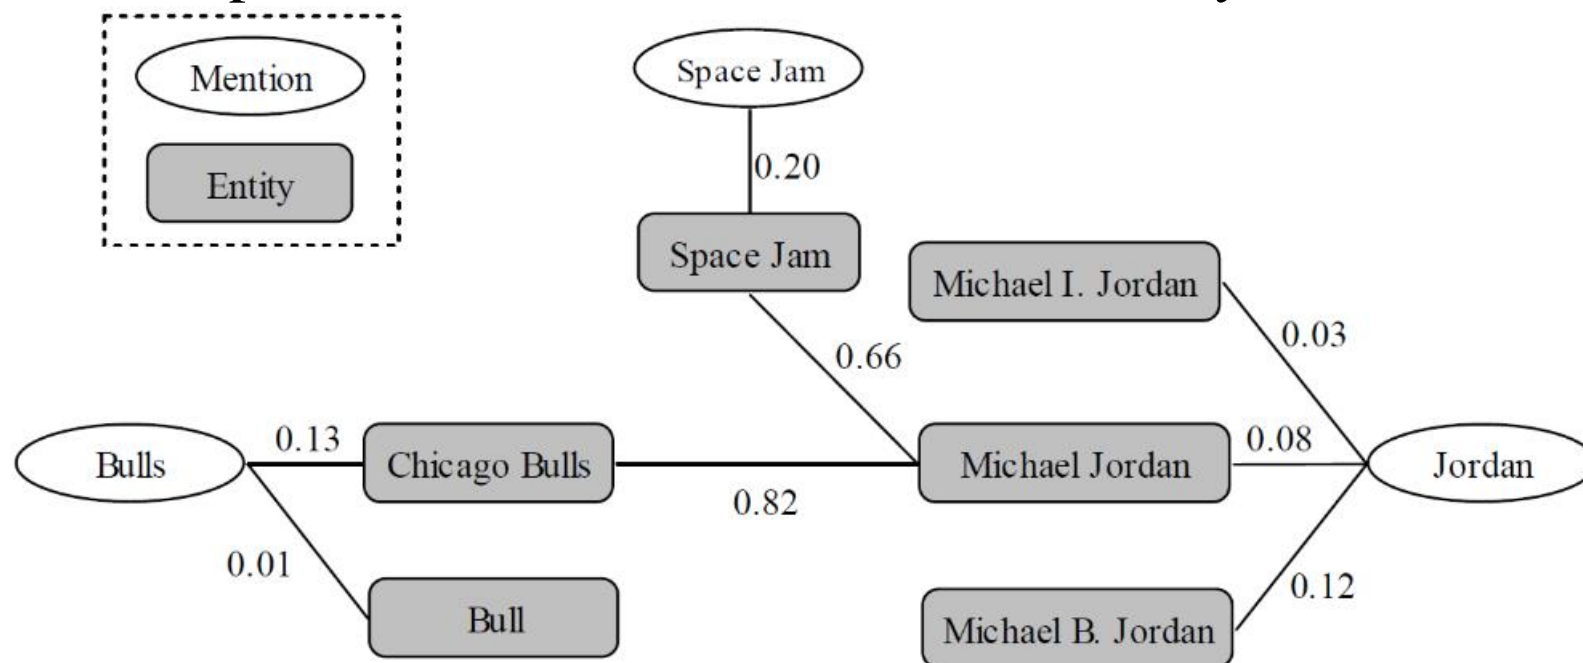 Mention
Entity
Space Jam
0.20
Space Jam
Michael I. Jordan
0.03
0.66
Bulls
0.13
Chicago Bulls
0.82
Michael Jordan
0.08
Jordan
0.01
Bull
0.12
Michael B. Jordan